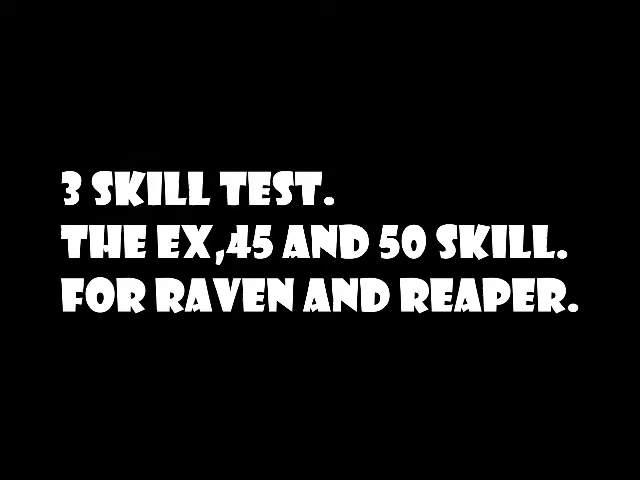 3 SKILL TEST.
THE EX,45 AND 50 SKILL.
FOR RAVEN AND REAPER.